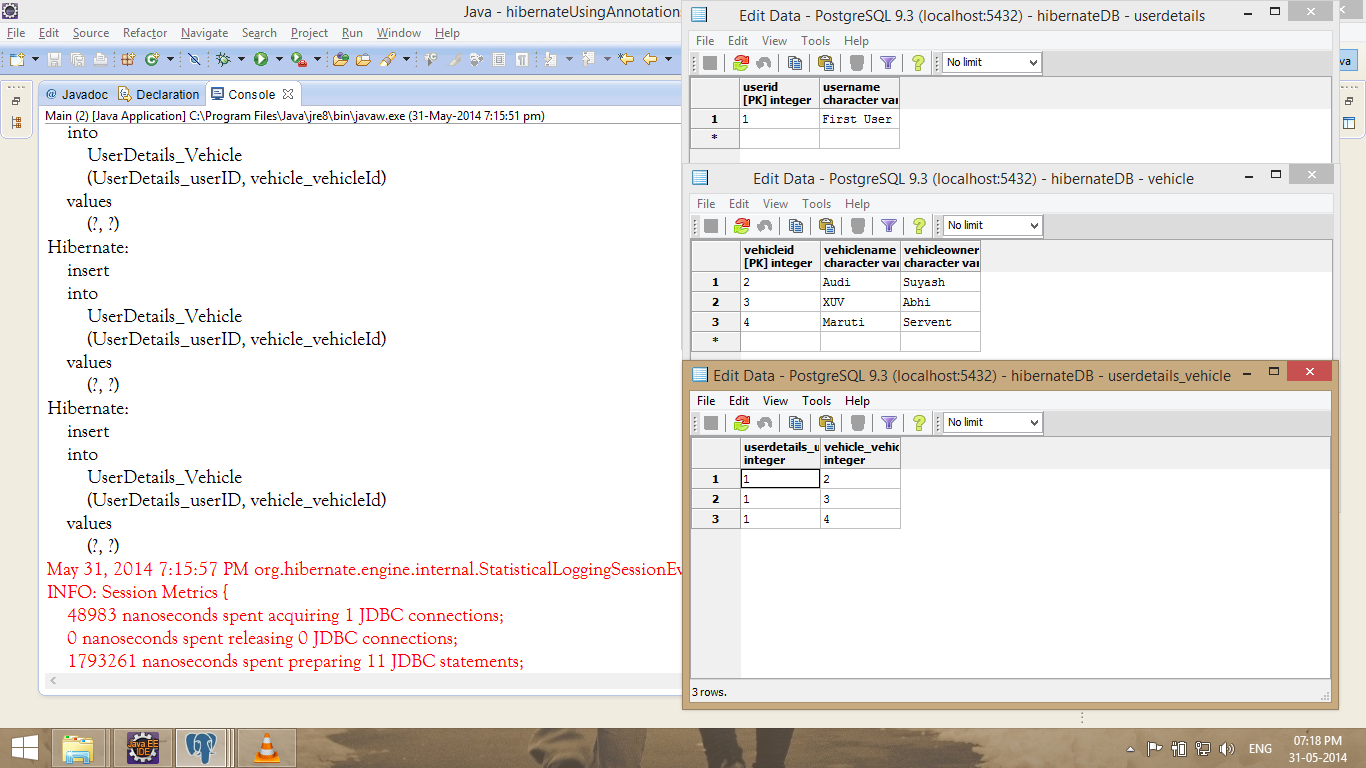 Java - hibernateUsingAnnotation
File Edit Source Refactor Navigate Search Project Run Window Help
@ Javadoc Declaration Console
Main (2) [Java Application] C:\Program Files\Java\jre8\bin\javaw.exe (31-May-2014 7:15:51 pm)
into
UserDetails_Vehicle
(UserDetails_userID, vehicle_vehicleId)
values
(?, ?)
Hibernate:
insert
into
UserDetails_Vehicle
(UserDetails_userID, vehicle_vehicleId)
values
(?, ?)
Hibernate:
insert
into
UserDetails_Vehicle
(UserDetails_userID, vehicle_vehicleId)
values
(?, ?)
May 31, 2014 7:15:57 PM org.hibernate.engine.internal.StatisticalLoggingSessionEv
INFO: Session Metrics {
48983 nanoseconds spent acquiring 1 JDBC connections;
0 nanoseconds spent releasing 0 JDBC connections;
1793261 nanoseconds spent preparing 11 JDBC statements;
Edit Data - PostgreSQL 9.3 (localhost:5432) - hibernateDB - userdetails
File Edit View Tools Help
No limit
userid username
[PK] integer character var
1 1 First User
*
Edit Data - PostgreSQL 9.3 (localhost:5432) - hibernateDB - vehicle
File Edit View Tools Help
No limit
vehicleid vehiclename vehicleowner
[PK] integer character var character var
1 2 Audi Suyash
2 3 XUV Abhi
3 4 Maruti Servent
*
Edit Data - PostgreSQL 9.3 (localhost:5432) - hibernateDB - userdetails_vehicle
File Edit View Tools Help
No limit
userdetails_u vehicle_vehic
integer integer
1 1 2
2 1 3
3 1 4
3 rows.
va
Java EE
IDE
ENG
07:18 PM
31-05-2014